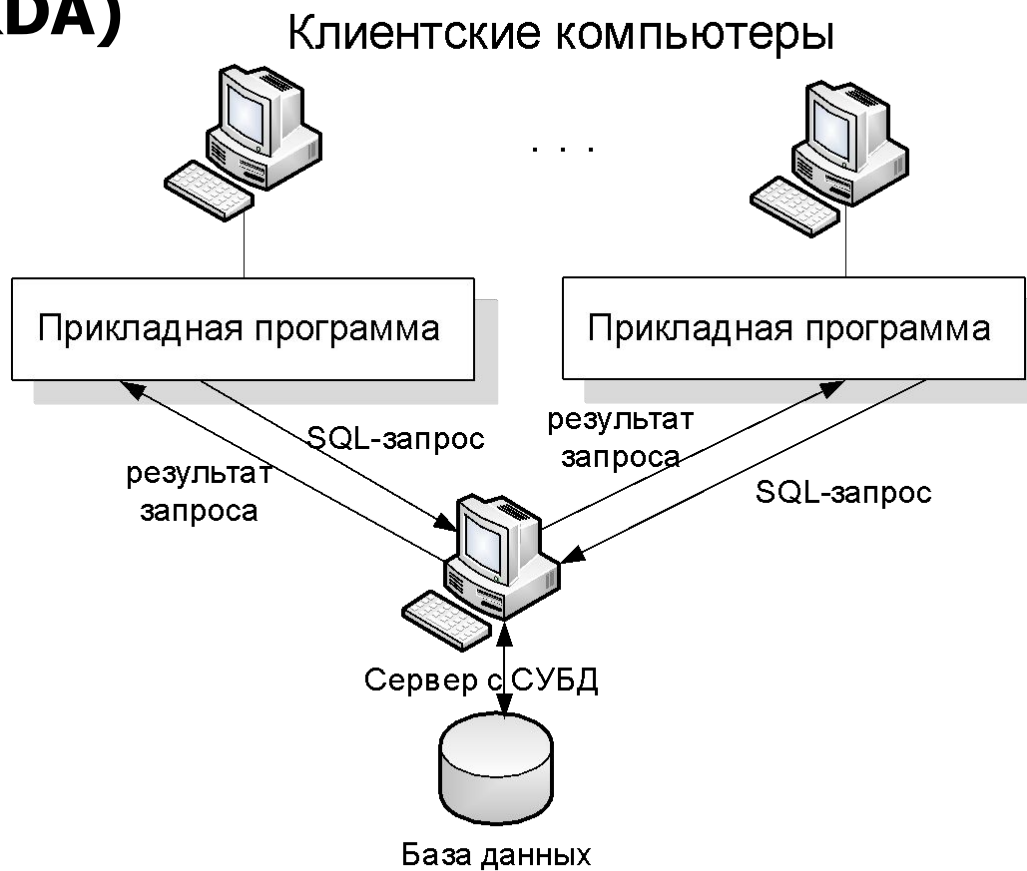 DA)
Клиентские компьютеры
. . .
Прикладная программа
Прикладная программа
SQL-запрос
результат
запроса
результат
запроса
SQL-запрос
Сервер с СУБД
База данных